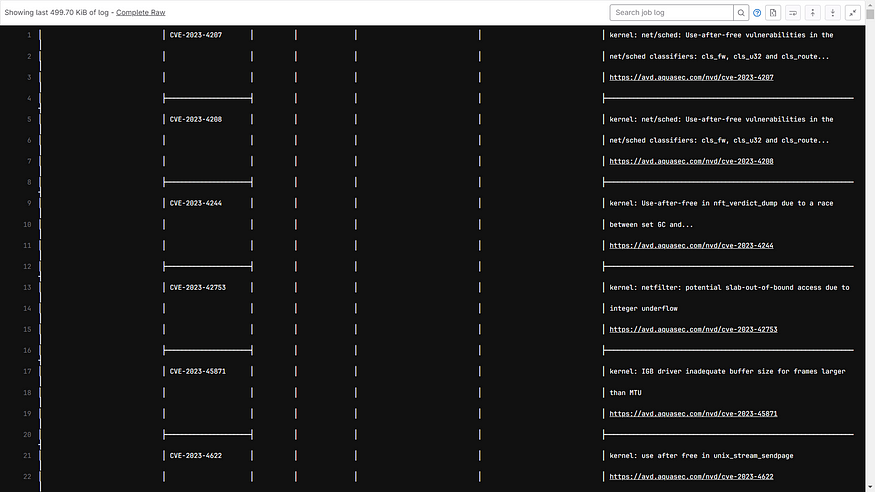 Showing last 499.70 KiB of log - Complete Raw
Search job log
1 CVE-2023-4207 kernel: net/sched: Use-after-free vulnerabilities in the
2 net/sched classifiers: cls_fw, cls_u32 and cls_route...
3 https://avd.aquasec.com/nvd/cve-2023-4207
4
5 CVE-2023-4208 kernel: net/sched: Use-after-free vulnerabilities in the
6 net/sched classifiers: cls_fw, cls_u32 and cls_route...
7 https://avd.aquasec.com/nvd/cve-2023-4208
8
9 CVE-2023-4244 kernel: Use-after-free in nft_verdict_dump due to a race
10 between set GC and...
11 https://avd.aquasec.com/nvd/cve-2023-4244
12
13 CVE-2023-42753 kernel: netfilter: potential slab-out-of-bound access due to
14 integer underflow
15 https://avd.aquasec.com/nvd/cve-2023-42753
16
17 CVE-2023-45871 kernel: IGB driver inadequate buffer size for frames larger
18 than MTU
19 https://avd.aquasec.com/nvd/cve-2023-45871
20
21 CVE-2023-4622 kernel: use after free in unix_stream_sendpage
22 https://avd.aquasec.com/nvd/cve-2023-4622